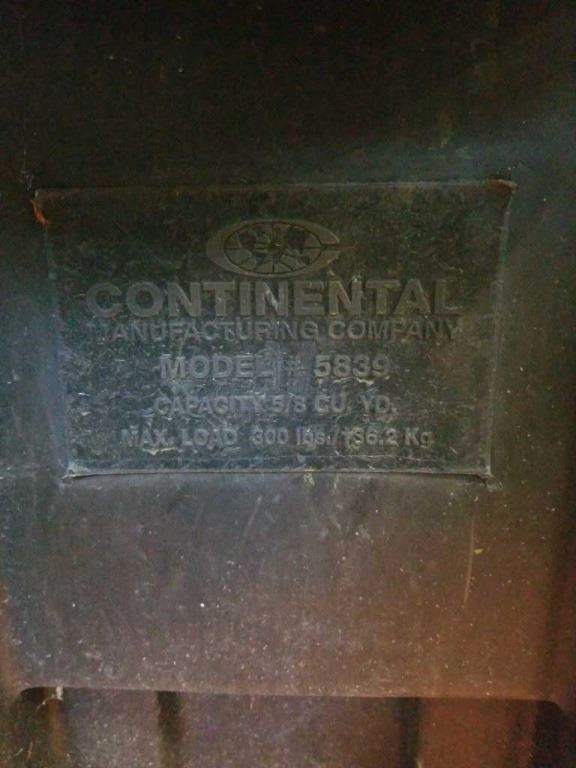 CONTINENTAL
MANUFACTURING COMPANY
MODEL # 5839
CAPACITY 5/8 CU. YD.
MAX. LOAD 300 lbs./136.2 Kg